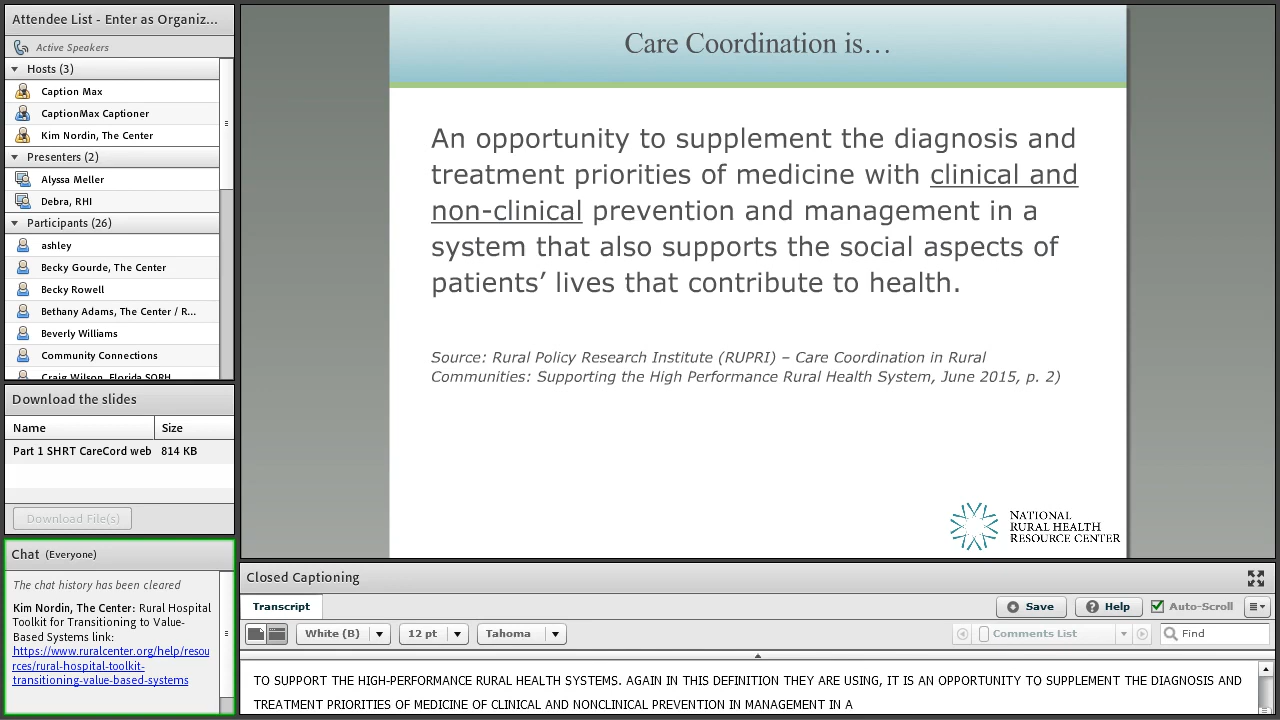 Attendee List - Enter as Organiz...
Active Speakers
Hosts (3)
Caption Max
CaptionMax Captioner
Kim Nordin, The Center
Presenters (2)
Alyssa Meller
Debra, RHI
Participants (26)
ashley
Becky Gourde, The Center
Becky Rowell
Bethany Adams, The Center / R...
Beverly Williams
Community Connections
Craig Wilson, Florida SORH
Download the slides
Name Size
Part 1 SHRT CareCord web 814 KB
Download File(s)
Chat (Everyone)
The chat history has been cleared
Kim Nordin, The Center: Rural Hospital
Toolkit for Transitioning to Value-
Based Systems link:
https://www.ruralcenter.org/help/resou
rces/rural-hospital-toolkit-
transitioning-value-based-systems
Care Coordination is…
An opportunity to supplement the diagnosis and
treatment priorities of medicine with clinical and
non-clinical prevention and management in a
system that also supports the social aspects of
patients’ lives that contribute to health.
Source: Rural Policy Research Institute (RUPRI) – Care Coordination in Rural
Communities: Supporting the High Performance Rural Health System, June 2015, p. 2)
NATIONAL
RURAL HEALTH
RESOURCE CENTER
Closed Captioning
Transcript
Save Help Auto-Scroll
White (B) 12 pt Tahoma Comments List Find
TO SUPPORT THE HIGH-PERFORMANCE RURAL HEALTH SYSTEMS. AGAIN IN THIS DEFINITION THEY ARE USING, IT IS AN OPPORTUNITY TO SUPPLEMENT THE DIAGNOSIS AND
TREATMENT PRIORITIES OF MEDICINE OF CLINICAL AND NONCLINICAL PREVENTION IN MANAGEMENT IN A